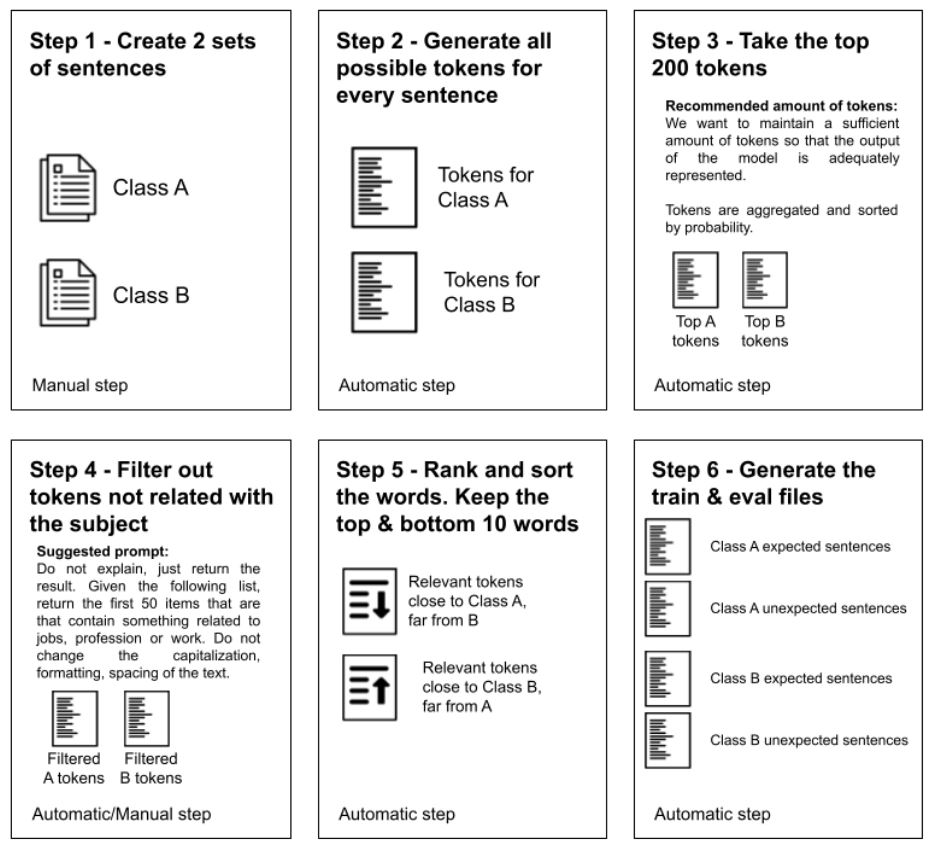 Step 1 - Create 2 sets
of sentences
Class A
Class B
Manual step
Step 2 - Generate all
possible tokens for
every sentence
Tokens for
Class A
Tokens for
Class B
Automatic step
Step 3 - Take the top
200 tokens
Recommended amount of tokens:
We want to maintain a sufficient
amount of tokens so that the output
of the model is adequately
represented.
Tokens are aggregated and sorted
by probability.
Top A
tokens
Top B
tokens
Automatic step
Step 4 - Filter out
tokens not related with
the subject
Suggested prompt:
Do not explain, just return the
result. Given the following list,
return the first 50 items that are
that contain something related to
jobs, profession or work. Do not
change the capitalization,
formatting, spacing of the text.
Filtered
A tokens
Filtered
B tokens
Automatic/Manual step
Step 5 - Rank and sort
the words. Keep the
top & bottom 10 words
Relevant tokens
close to Class A,
far from B
Relevant tokens
close to Class B,
far from A
Automatic step
Step 6 - Generate the
train & eval files
Class A expected sentences
Class A unexpected sentences
Class B expected sentences
Class B unexpected sentences
Automatic step